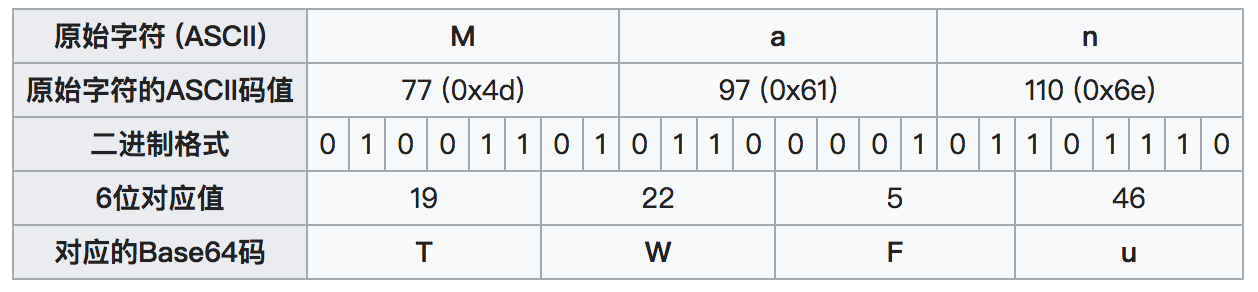 原始字符 (ASCII) M a n
原始字符的ASCII码值 77 (0x4d) 97 (0x61) 110 (0x6e)
二进制格式 0 1 0 0 1 1 0 1 0 1 1 0 0 0 0 1 0 1 1 0 1 1 1 0
6位对应值 19 22 5 46
对应的Base64码 T W F u